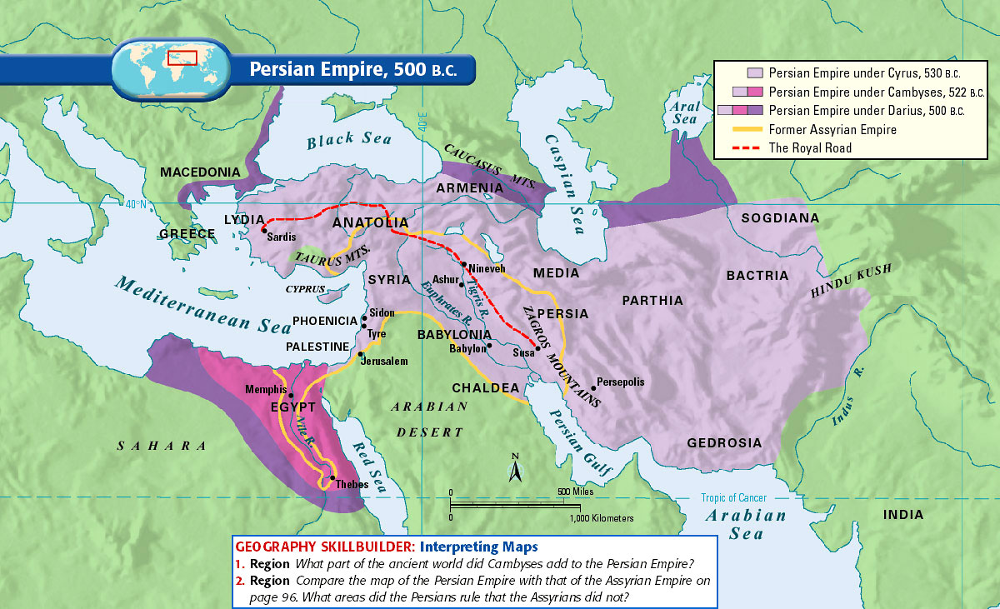 Persian Empire, 500 B.C.
Persian Empire under Cyrus, 530 B.C.
Persian Empire under Cambyses, 522 B.C.
Persian Empire under Darius, 500 B.C.
Former Assyrian Empire
The Royal Road
Aral
Sea
Black Sea
40°E
Caspian Sea
CAUCASUS MTS.
MACEDONIA
ARMENIA
40°N
LYDIA
ANATOLIA
SOGDIANA
GREECE
Sardis
TAURUS MTS.
Nineveh
MEDIA
BACTRIA
HINDU KUSH
SYRIA
Ashur
CYPRUS
Mediterranean Sea
Euphrates R.
Tigris R.
PARTHIA
Sidon
PHOENICIA
ZAGROS MOUNTAINS
PERSIA
Tyre
BABYLONIA
PALESTINE
Babylon
Susa
Jerusalem
Memphis
CHALDEA
Persepolis
EGYPT
ARABIAN
DESERT
Indus R.
Nile R.
SAHARA
Red Sea
Persian Gulf
GEDROSIA
Thebes
N
0
500 Miles
0
1,000 Kilometers
Tropic of Cancer
Arabian
Sea
INDIA
GEOGRAPHY SKILLBUILDER: Interpreting Maps
1. Region What part of the ancient world did Cambyses add to the Persian Empire?
2. Region Compare the map of the Persian Empire with that of the Assyrian Empire on
page 96. What areas did the Persians rule that the Assyrians did not?